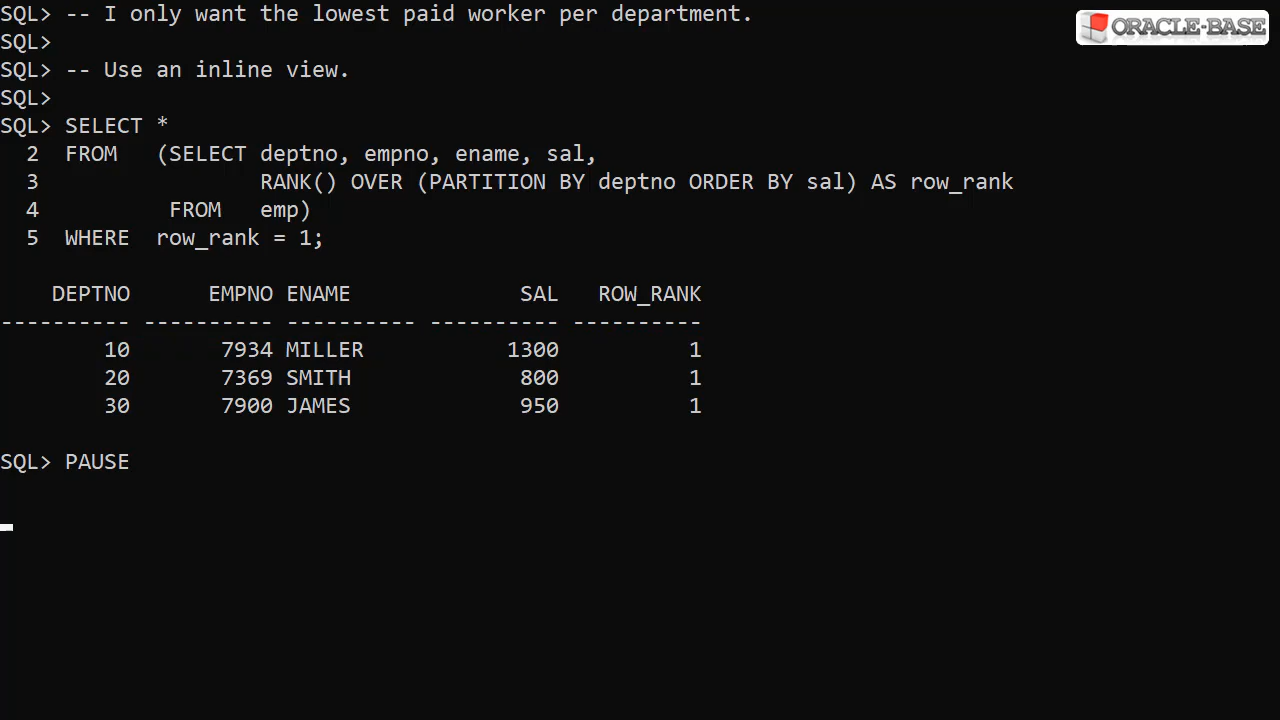 SQL> -- I only want the lowest paid worker per department.
ORACLE-BASE
SQL>
SQL> -- Use an inline view.
SQL>
SQL> SELECT *
  2  FROM   (SELECT deptno, empno, ename, sal,
  3                 RANK() OVER (PARTITION BY deptno ORDER BY sal) AS row_rank
  4          FROM   emp)
  5  WHERE  row_rank = 1;
    DEPTNO      EMPNO ENAME             SAL   ROW_RANK
---------- ---------- ---------- ---------- ----------
        10       7934 MILLER           1300          1
        20       7369 SMITH             800          1
        30       7900 JAMES             950          1
SQL> PAUSE